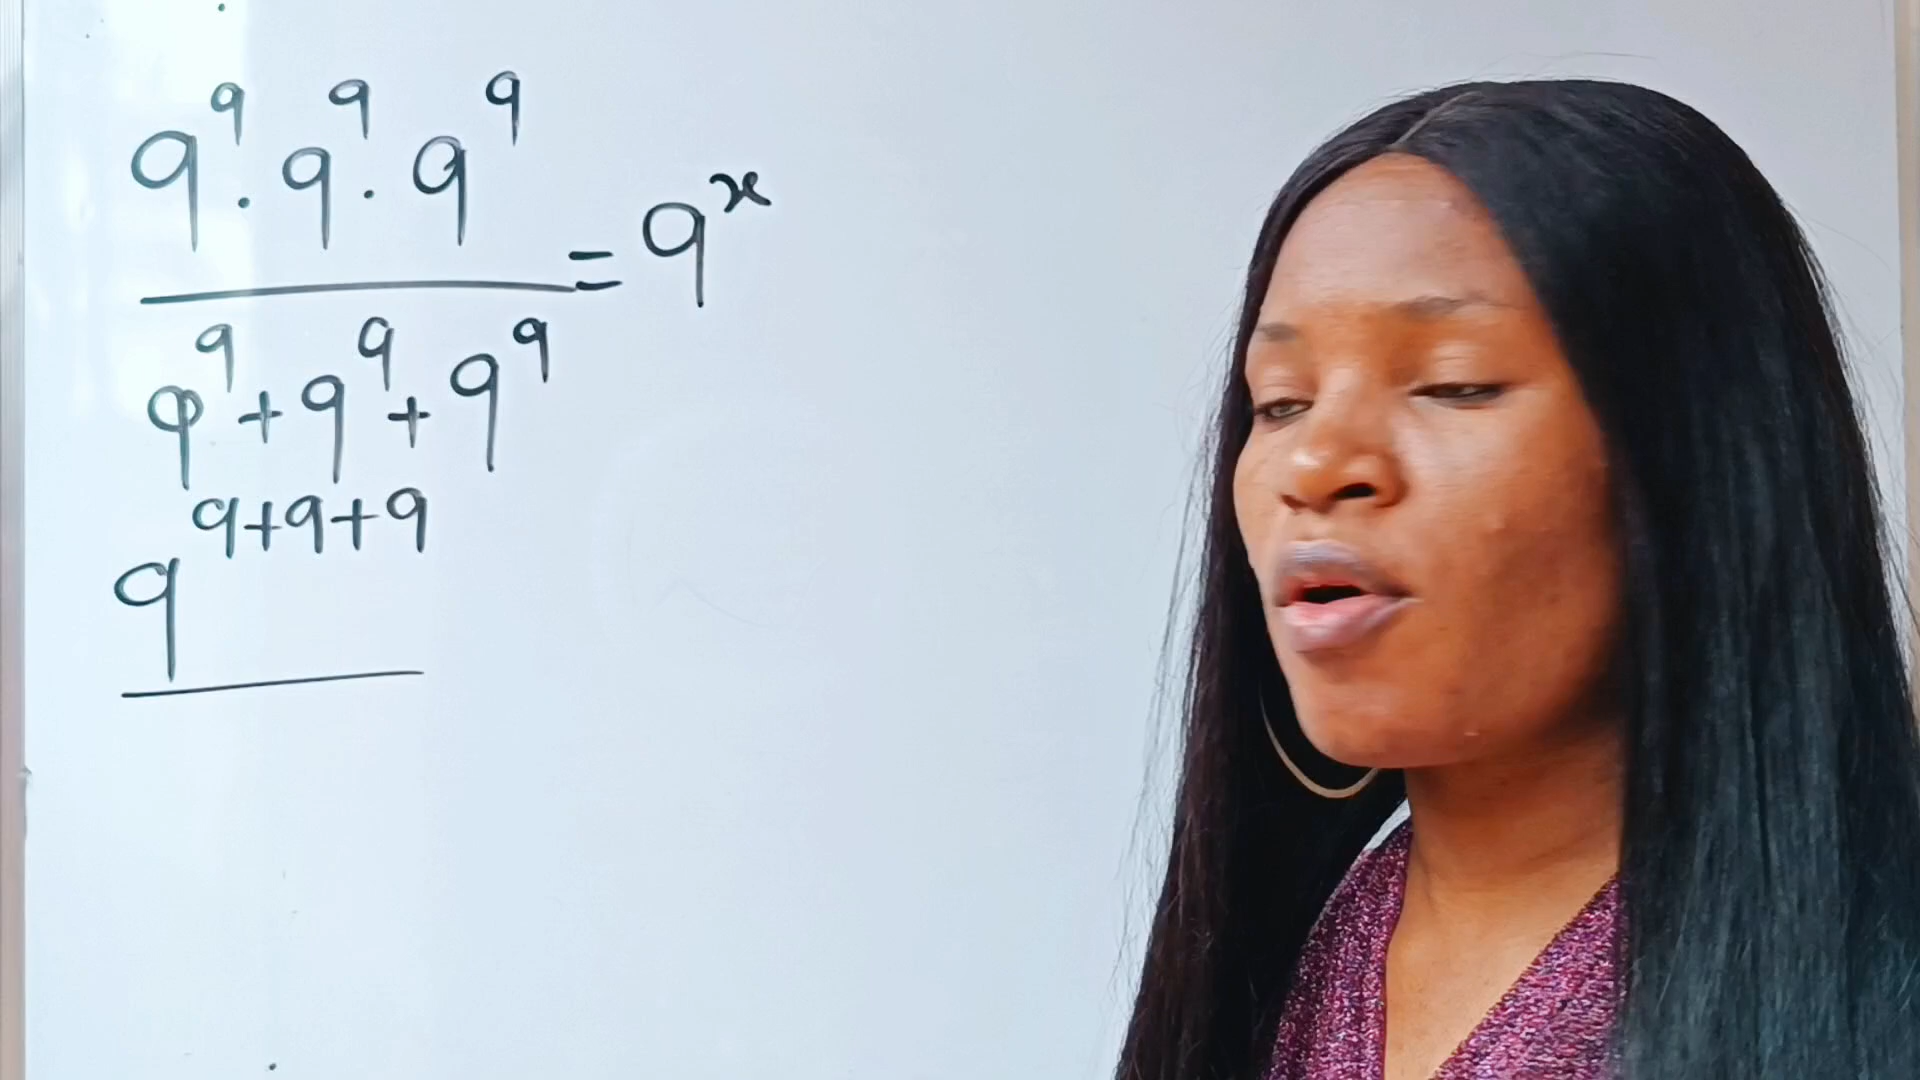 9⁹ · 9⁹ · 9⁹
= 9ˣ
9⁹ + 9⁹ + 9⁹
9⁹⁺⁹⁺⁹